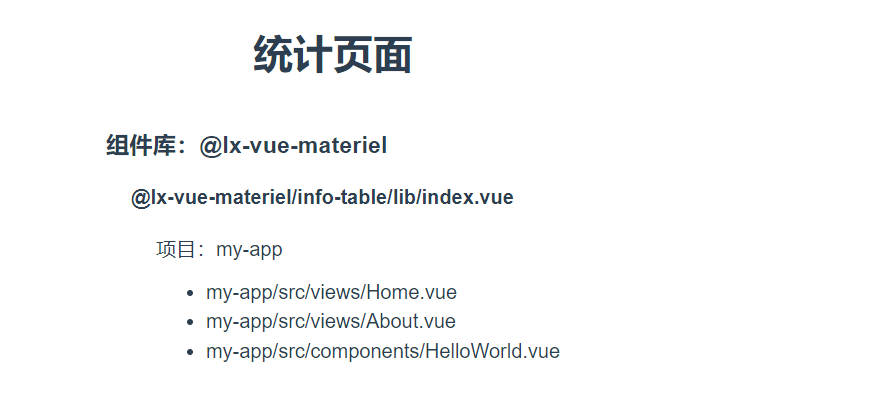 统计页面
组件库：@lx-vue-materiel
@lx-vue-materiel/info-table/lib/index.vue
项目：my-app
• my-app/src/views/Home.vue
• my-app/src/views/About.vue
• my-app/src/components/HelloWorld.vue